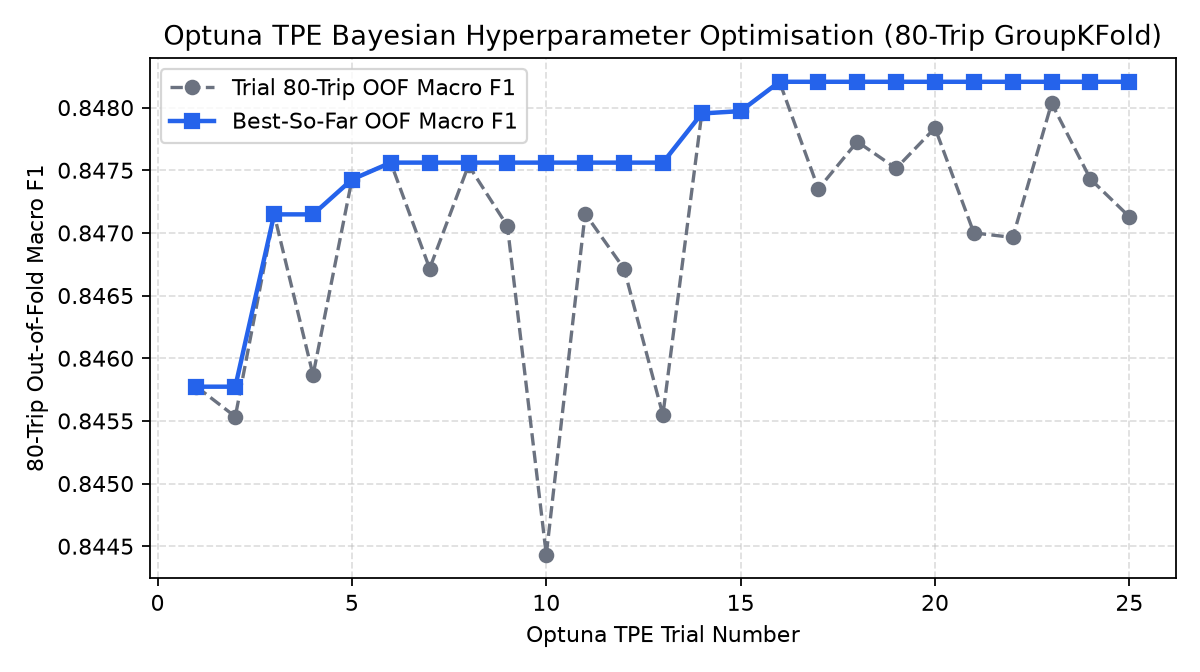 Optuna TPE Bayesian Hyperparameter Optimisation (80-Trip GroupKFold)
Trial 80-Trip OOF Macro F1
Best-So-Far OOF Macro F1
80-Trip Out-of-Fold Macro F1
0.8480
0.8475
0.8470
0.8465
0.8460
0.8455
0.8450
0.8445
0
5
10
15
20
25
Optuna TPE Trial Number